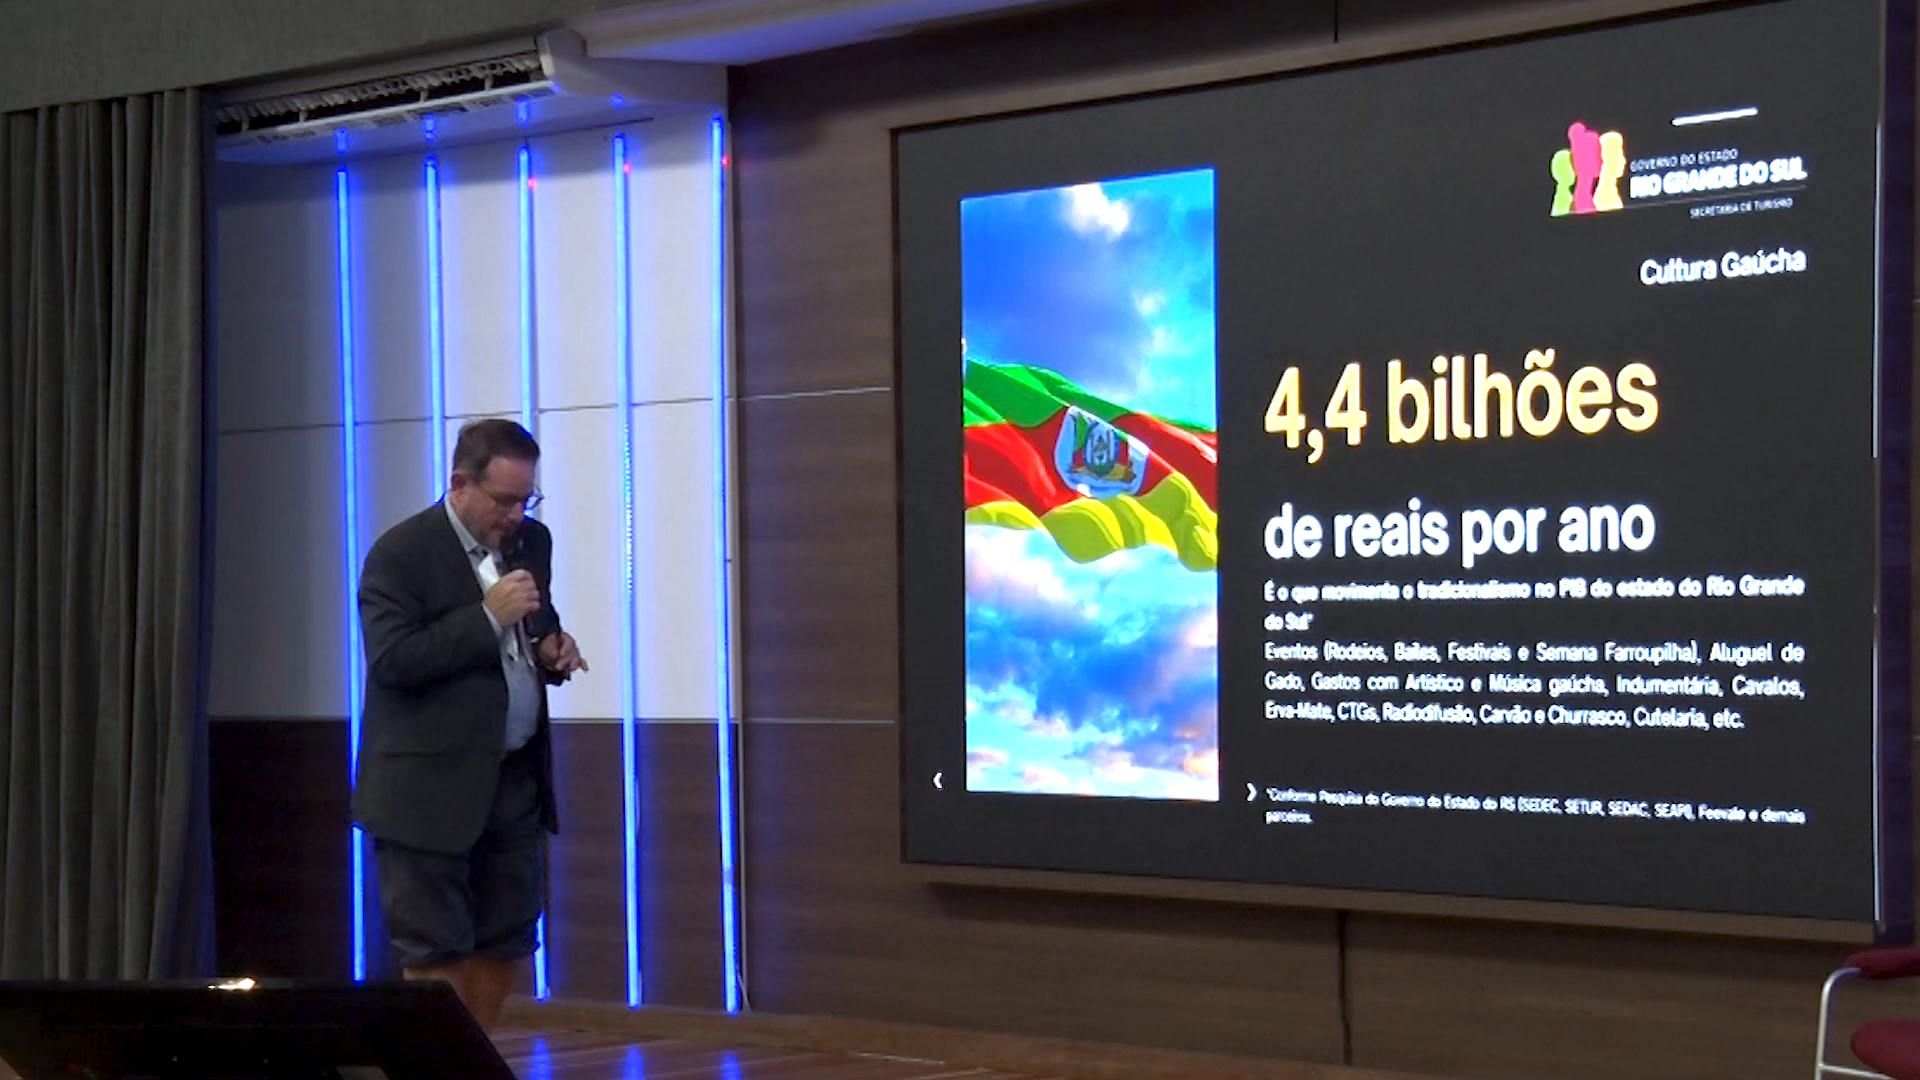 GOVERNO DO ESTADO
RIO GRANDE DO SUL
SECRETARIA DE TURISMO
Cultura Gaúcha
4,4 bilhões
de reais por ano
É o que movimenta o tradicionalismo no PIB do estado do Rio Grande
do Sul*
Eventos (Rodeios, Bailes, Festivais e Semana Farroupilha), Aluguel de
Gado, Gastos com Artístico e Música gaúcha, Indumentária, Cavalos,
Erva-Mate, CTGs, Radiodifusão, Carvão e Churrasco, Cutelaria, etc.
*Conforme Pesquisa do Governo do Estado do RS (SEDEC, SETUR, SEDAC, SEAPI), Feevale e demais
parceiros.